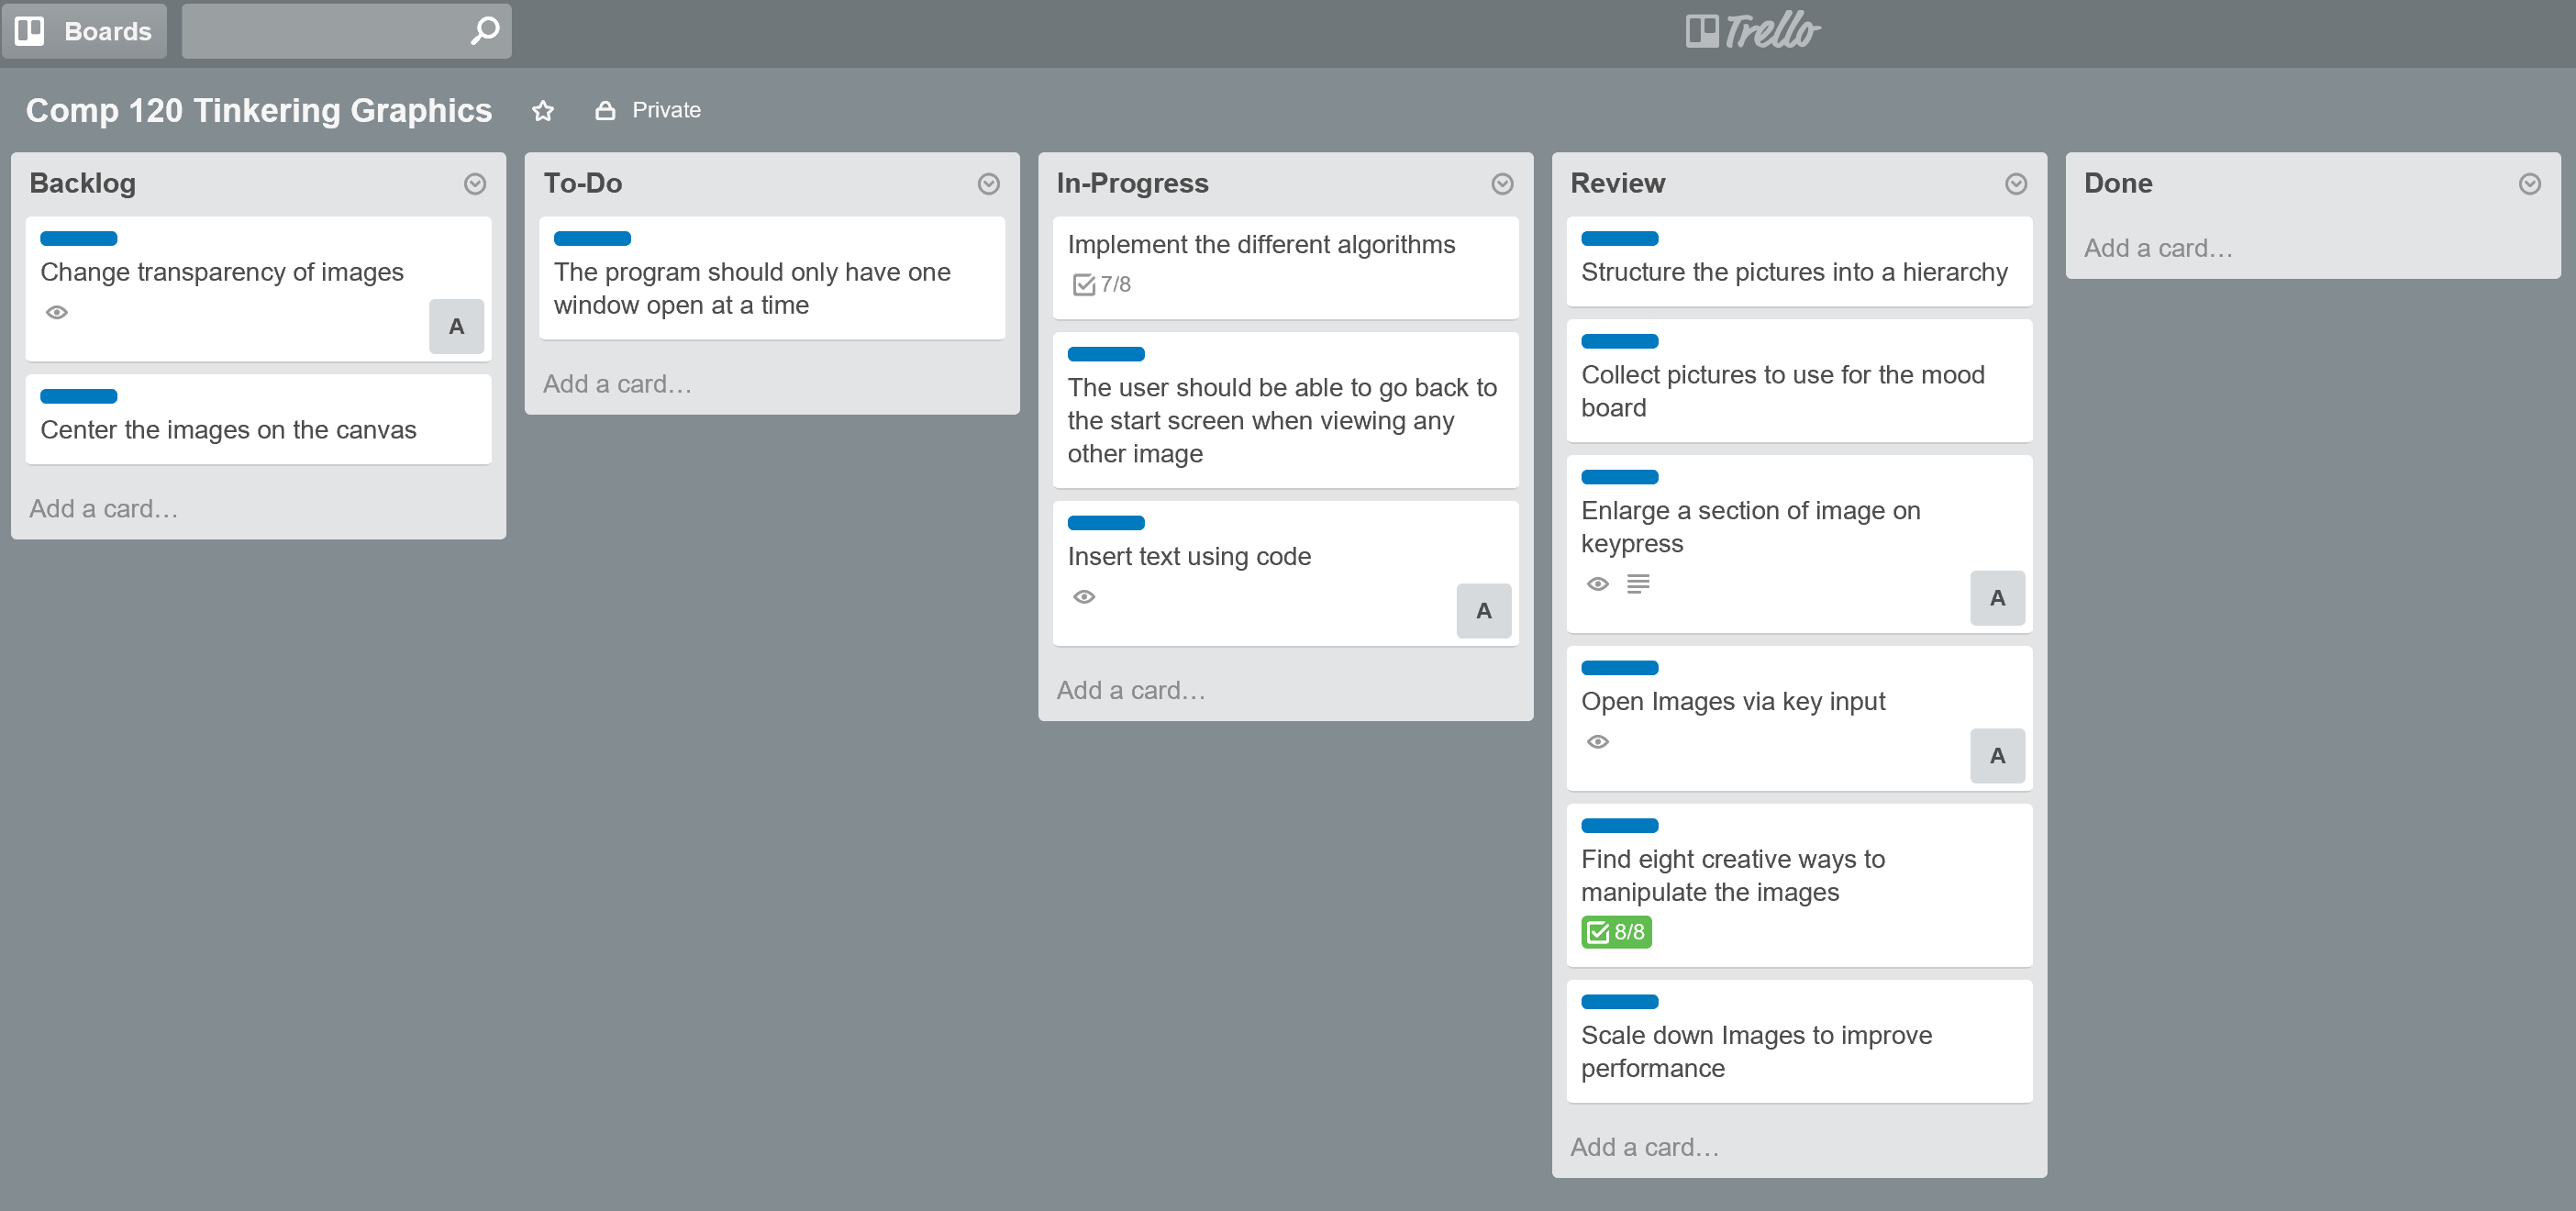 Boards
Trello
Comp 120 Tinkering Graphics
Private
Backlog
Change transparency of images
A
Center the images on the canvas
Add a card…
To-Do
The program should only have one
window open at a time
Add a card…
In-Progress
Implement the different algorithms
7/8
The user should be able to go back to
the start screen when viewing any
other image
Insert text using code
A
Add a card…
Review
Structure the pictures into a hierarchy
Collect pictures to use for the mood
board
Enlarge a section of image on
keypress
A
Open Images via key input
A
Find eight creative ways to
manipulate the images
8/8
Scale down Images to improve
performance
Add a card…
Done
Add a card…